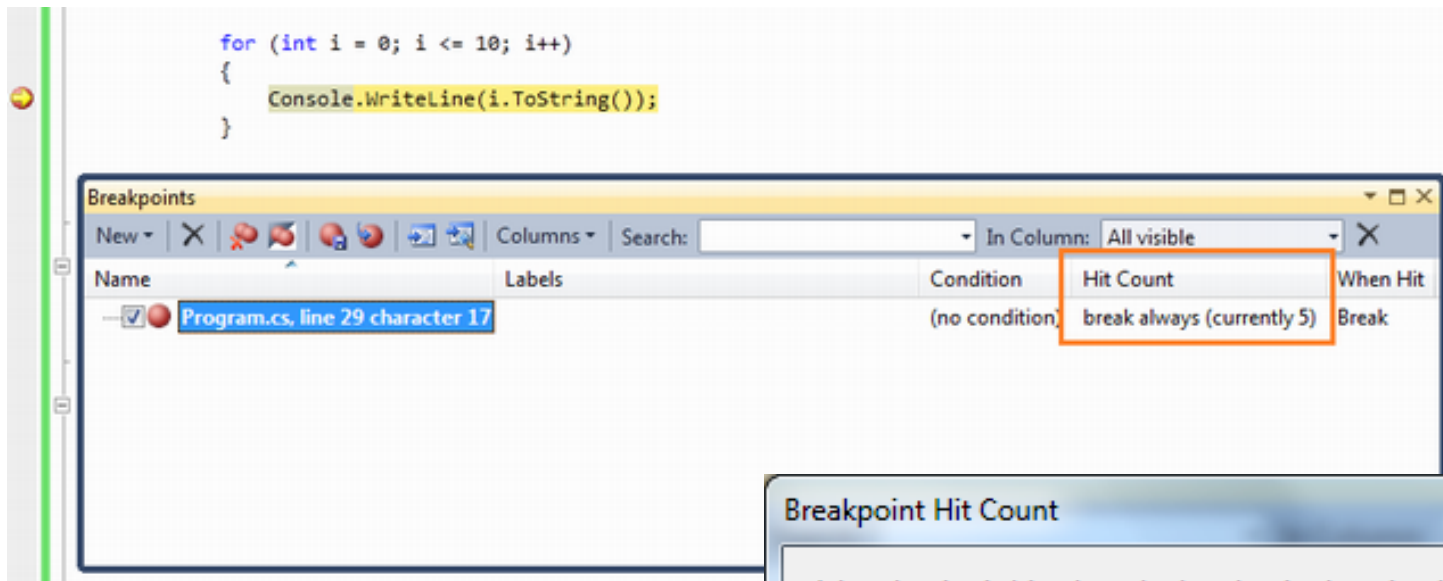 for (int i = 0; i <= 10; i++)
{
Console.WriteLine(i.ToString());
}
Breakpoints
New Columns Search: In Column: All visible
Name Labels Condition Hit Count When Hit
Program.cs, line 29 character 17 (no condition) break always (currently 5) Break
Breakpoint Hit Count